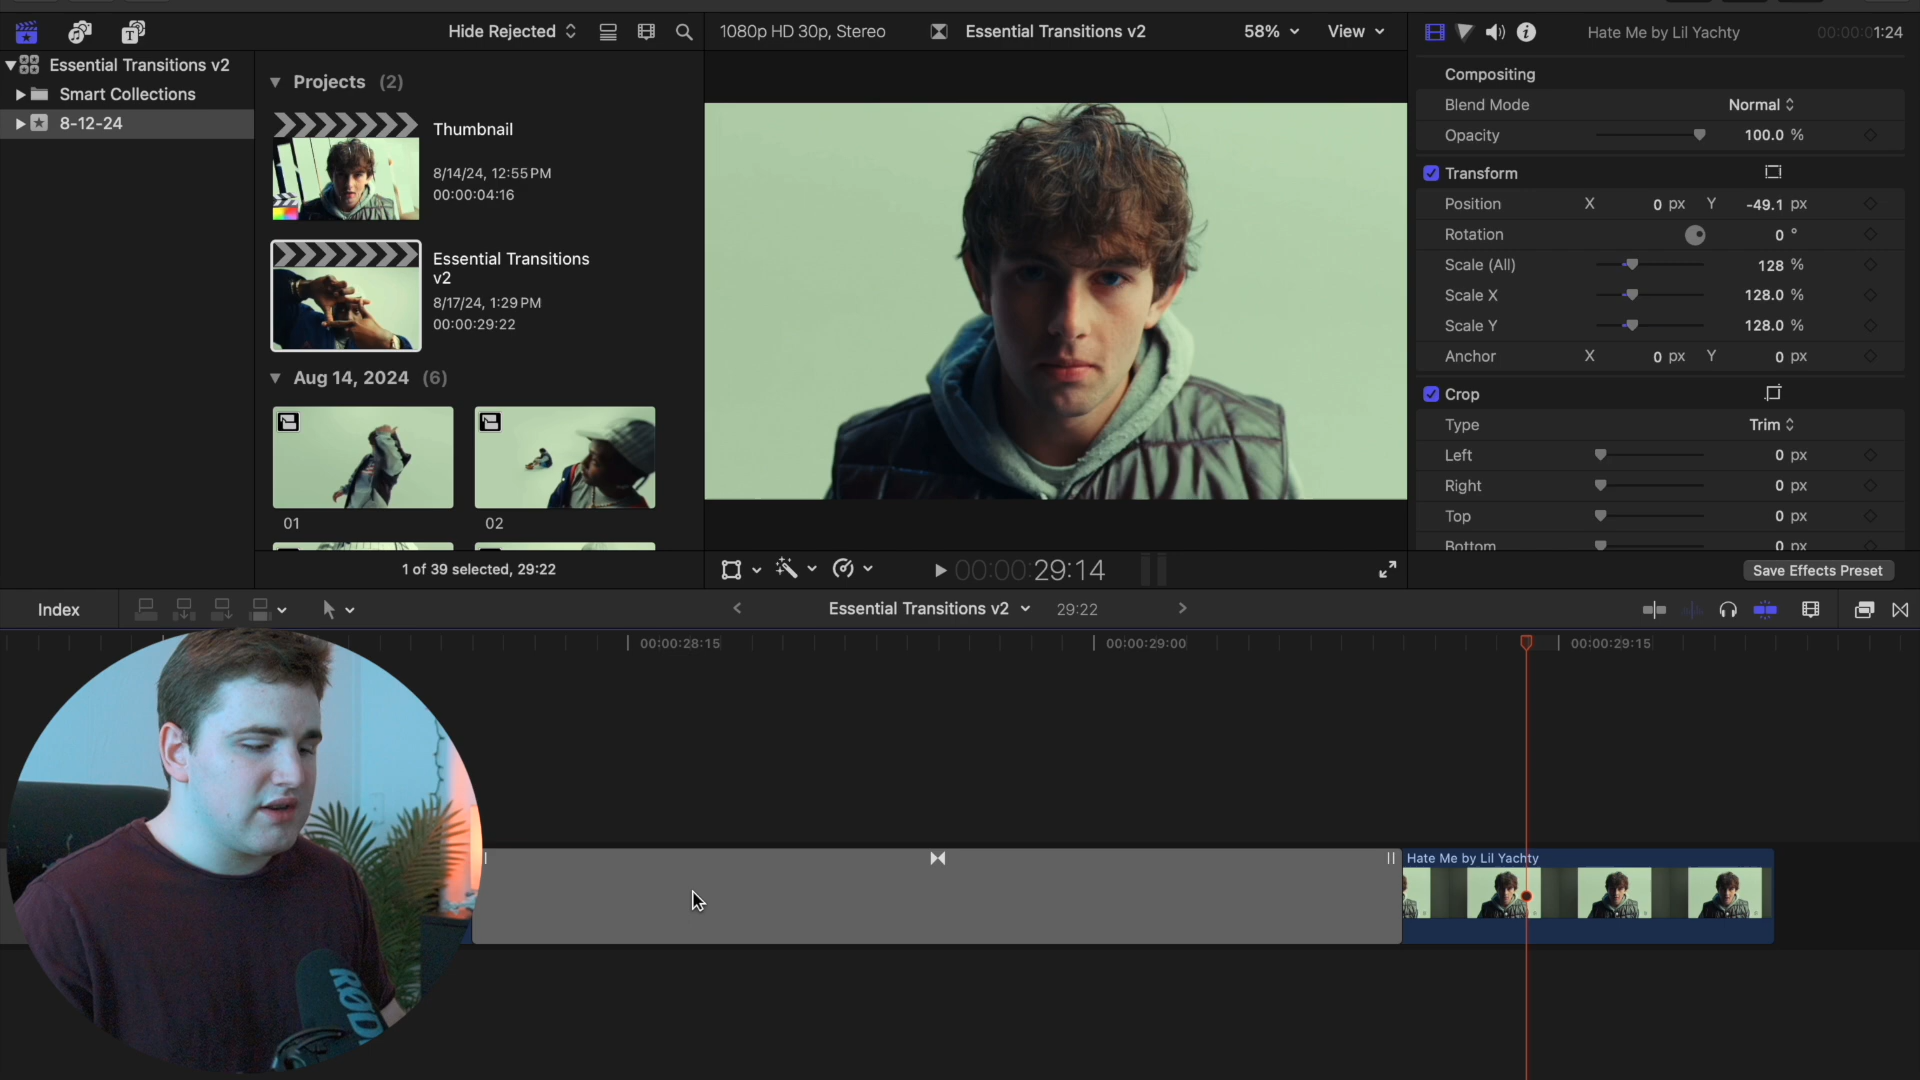 Hide Rejected
1080p HD 30p, Stereo
Essential Transitions v2
58%
View
Hate Me by Lil Yachty
00:00:01:24
Essential Transitions v2
Smart Collections
8-12-24
Projects (2)
Thumbnail
8/14/24, 12:55 PM
00:00:04:16
Essential Transitions
v2
8/17/24, 1:29 PM
00:00:29:22
Aug 14, 2024 (6)
01
02
1 of 39 selected, 29:22
00:00:29:14
Compositing
Blend Mode Normal
Opacity 100.0 %
Transform
Position X 0 px Y -49.1 px
Rotation 0 °
Scale (All) 128 %
Scale X 128.0 %
Scale Y 128.0 %
Anchor X 0 px Y 0 px
Crop
Type Trim
Left 0 px
Right 0 px
Top 0 px
Bottom 0 px
Save Effects Preset
Index
Essential Transitions v2
29:22
00:00:28:15
00:00:29:00
00:00:29:15
Hate Me by Lil Yachty
RØDE